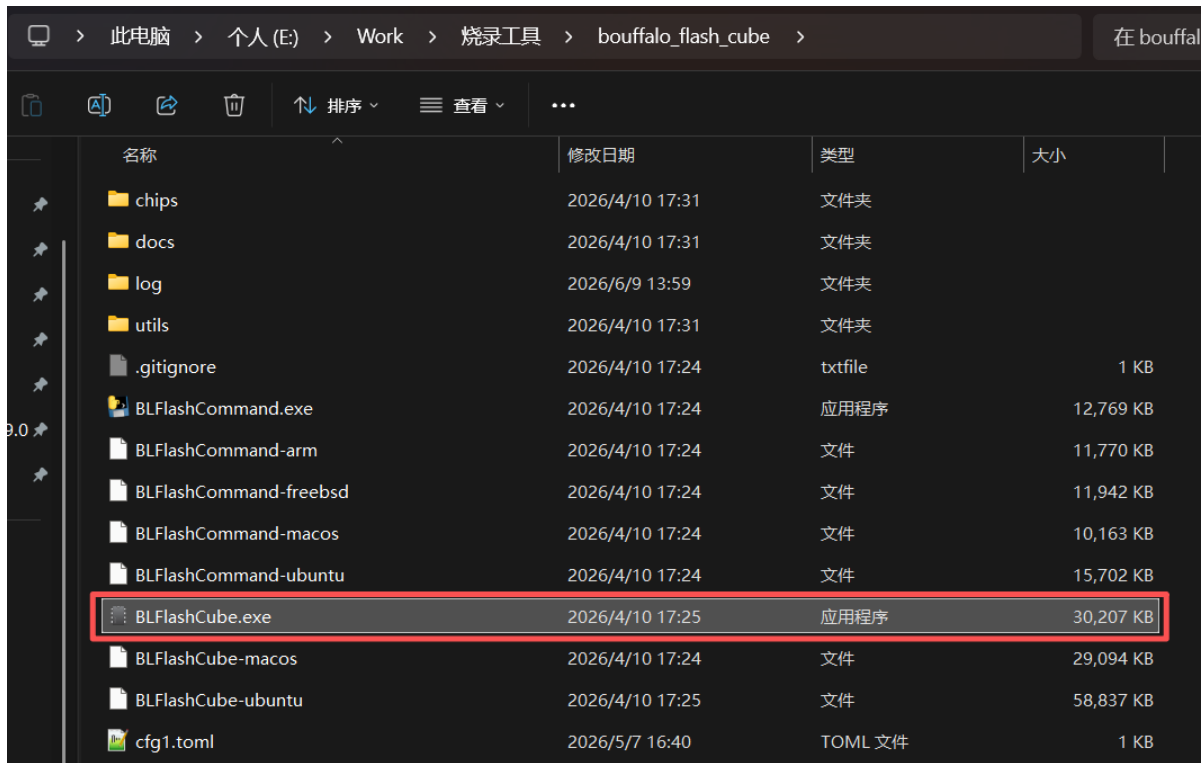 此电脑 > 个人 (E:) > Work > 烧录工具 > bouffalo_flash_cube > 在 bouffal
排序 查看 •••
名称 修改日期 类型 大小
chips 2026/4/10 17:31 文件夹
docs 2026/4/10 17:31 文件夹
log 2026/6/9 13:59 文件夹
utils 2026/4/10 17:31 文件夹
.gitignore 2026/4/10 17:24 txtfile 1 KB
BLFlashCommand.exe 2026/4/10 17:24 应用程序 12,769 KB
9.0 BLFlashCommand-arm 2026/4/10 17:24 文件 11,770 KB
BLFlashCommand-freebsd 2026/4/10 17:24 文件 11,942 KB
BLFlashCommand-macos 2026/4/10 17:24 文件 10,163 KB
BLFlashCommand-ubuntu 2026/4/10 17:24 文件 15,702 KB
BLFlashCube.exe 2026/4/10 17:25 应用程序 30,207 KB
BLFlashCube-macos 2026/4/10 17:24 文件 29,094 KB
BLFlashCube-ubuntu 2026/4/10 17:25 文件 58,837 KB
cfg1.toml 2026/5/7 16:40 TOML 文件 1 KB